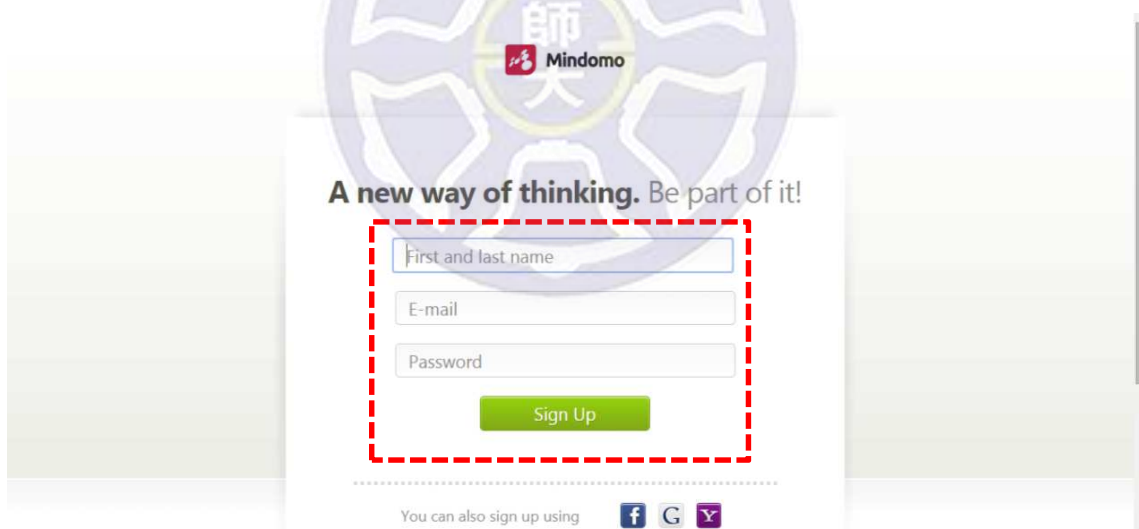 師
Mindomo
大
A new way of thinking. Be part of it!
First and last name
E-mail
Password
Sign Up
You can also sign up using f G Y